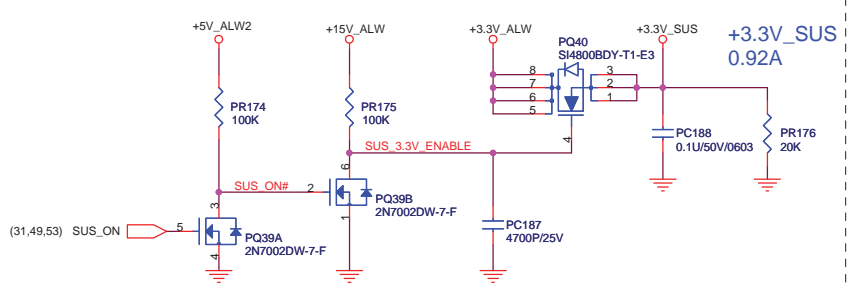 +5V_ALW2
+15V_ALW
+3.3V_ALW
+3.3V_SUS
+3.3V_SUS
0.92A
PQ40
SI4800BDY-T1-E3
8
7
6
5
3
2
1
4
PR174
100K
PR175
100K
PC188
0.1U/50V/0603
PR176
20K
SUS_3.3V_ENABLE
SUS_ON#
2
6
1
PQ39B
2N7002DW-7-F
PC187
4700P/25V
(31,49,53) SUS_ON
5
3
4
PQ39A
2N7002DW-7-F